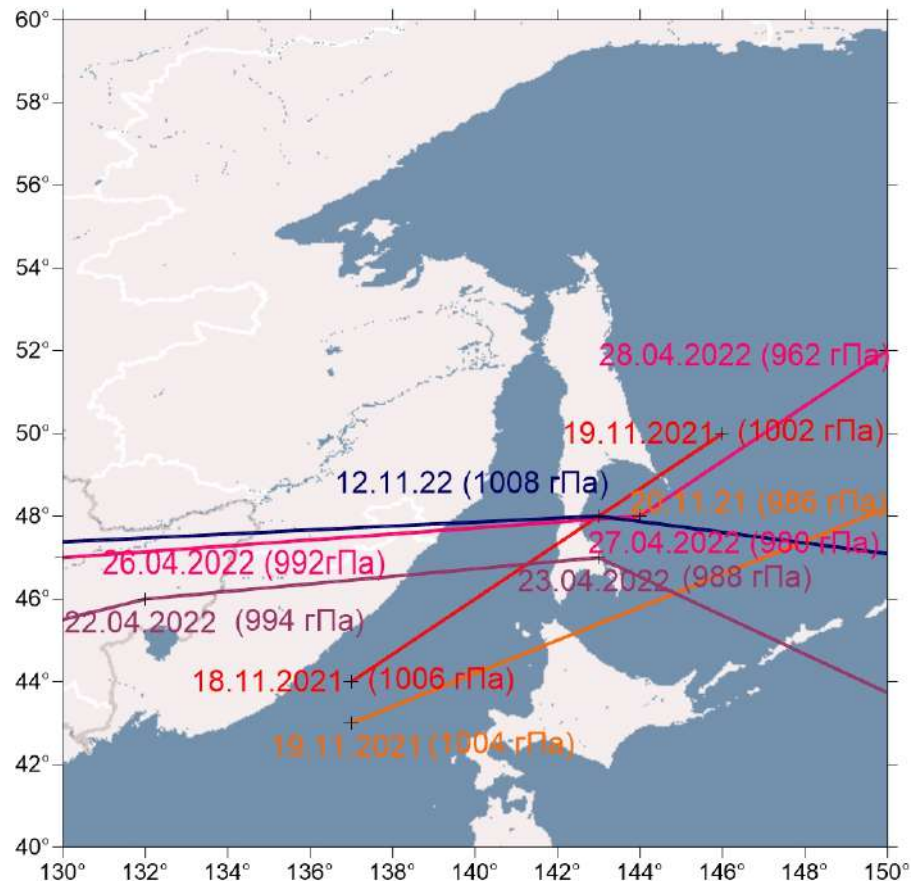 60°
58°
56°
54°
52°
50°
48°
46°
44°
42°
40°
28.04.2022 (962 гПа)
19.11.2021 (1002 гПа)
12.11.22 (1008 гПа)
20.11.21 (986 гПа)
27.04.2022 (980 гПа)
26.04.2022 (992гПа)
23.04.2022 (988 гПа)
22.04.2022 (994 гПа)
18.11.2021 (1006 гПа)
19.11.2021 (1004 гПа)
130° 132° 134° 136° 138° 140° 142° 144° 146° 148° 150°